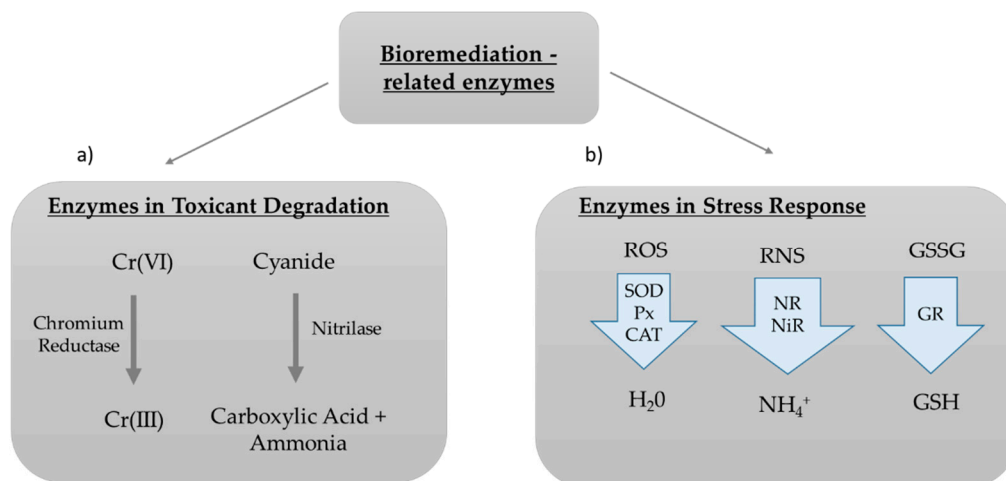 Bioremediation -
related enzymes
a)
Enzymes in Toxicant Degradation
Cr(VI)
Cyanide
Chromium
Reductase
Nitrilase
Cr(III)
Carboxylic Acid +
Ammonia
b)
Enzymes in Stress Response
ROS
RNS
GSSG
SOD
Px
CAT
NR
NiR
GR
H₂0
NH₄⁺
GSH